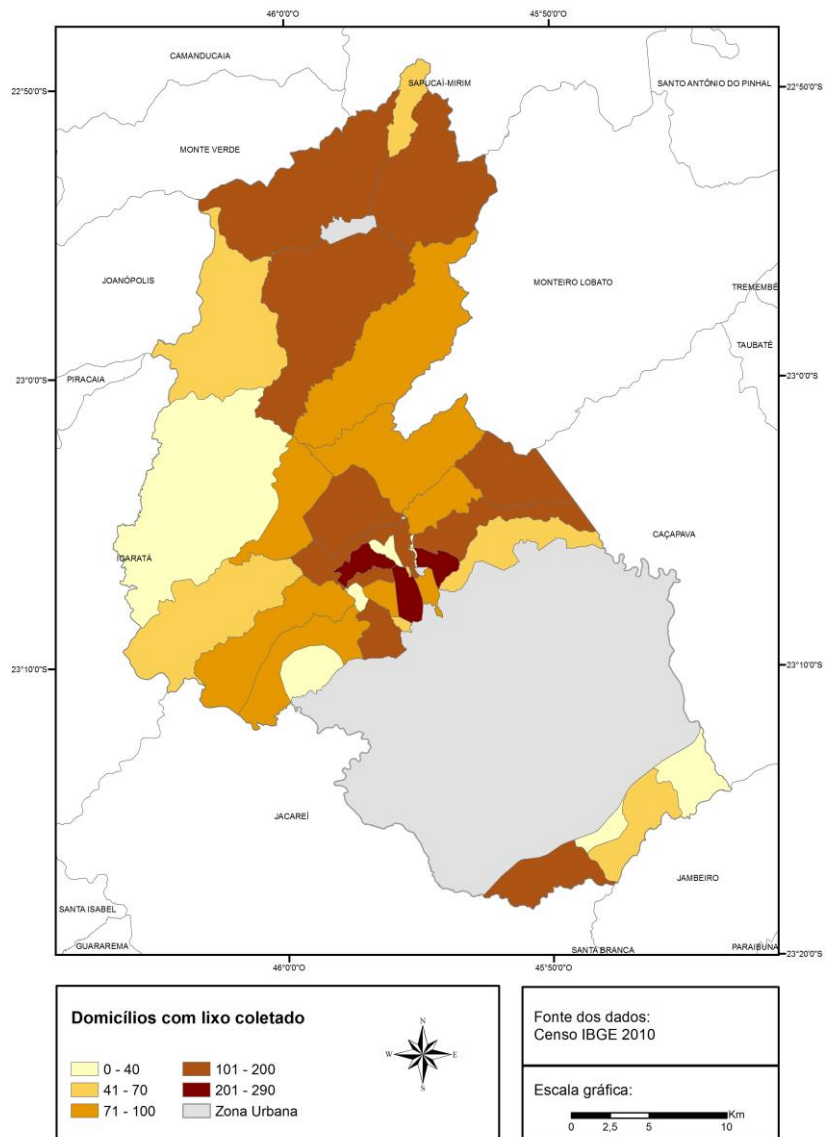 46°0'0"O
45°50'0"O
CAMANDUCAIA
SAPUCAÍ-MIRIM
SANTO ANTÔNIO DO PINHAL
22°50'0"S
22°50'0"S
MONTE VERDE
JOANÓPOLIS
MONTEIRO LOBATO
TREMEMBÉ
TAUBATÉ
PIRACAIA
23°0'0"S
23°0'0"S
CAÇAPAVA
IGARATÁ
23°10'0"S
23°10'0"S
JACAREÍ
JAMBEIRO
SANTA ISABEL
GUARAREMA
SANTA BRANCA
PARAIBUNA
23°20'0"S
46°0'0"O
45°50'0"O
Domicílios com lixo coletado
0 - 40
41 - 70
71 - 100
101 - 200
201 - 290
Zona Urbana
N
W
E
S
Fonte dos dados:
Censo IBGE 2010
Escala gráfica:
Km
0
2,5
5
10